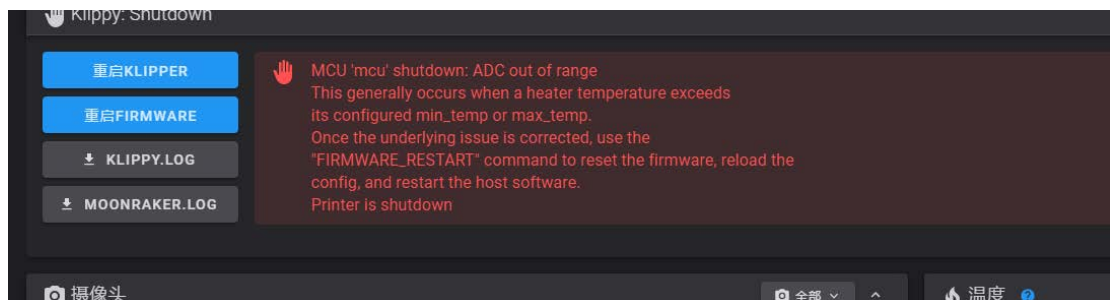 Klippy: Shutdown
重启KLIPPER
重启FIRMWARE
KLIPPY.LOG
MOONRAKER.LOG
MCU 'mcu' shutdown: ADC out of range
This generally occurs when a heater temperature exceeds
its configured min_temp or max_temp.
Once the underlying issue is corrected, use the
"FIRMWARE_RESTART" command to reset the firmware, reload the
config, and restart the host software.
Printer is shutdown
摄像头
全部
温度
?